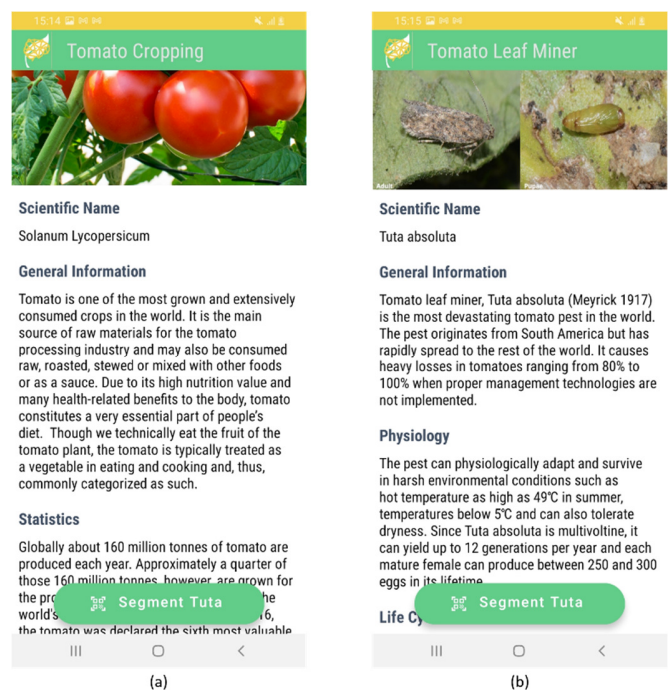 15:14
Tomato Cropping
Scientific Name
Solanum Lycopersicum
General Information
Tomato is one of the most grown and extensively
consumed crops in the world. It is the main
source of raw materials for the tomato
processing industry and may also be consumed
raw, roasted, stewed or mixed with other foods
or as a sauce. Due to its high nutrition value and
many health-related benefits to the body, tomato
constitutes a very essential part of people's
diet.  Though we technically eat the fruit of the
tomato plant, the tomato is typically treated as
a vegetable in eating and cooking and, thus,
commonly categorized as such.
Statistics
Globally about 160 million tonnes of tomato are
produced each year. Approximately a quarter of
those 160 million tonnes, however, are grown for
the
world's
the tomato was declared the sixth most valuable
Segment Tuta
(a)
15:15
Tomato Leaf Miner
Adult
Pupae
Scientific Name
Tuta absoluta
General Information
Tomato leaf miner, Tuta absoluta (Meyrick 1917)
is the most devastating tomato pest in the world.
The pest originates from South America but has
rapidly spread to the rest of the world. It causes
heavy losses in tomatoes ranging from 80% to
100% when proper management technologies are
not implemented.
Physiology
The pest can physiologically adapt and survive
in harsh environmental conditions such as
hot temperature as high as 49℃ in summer,
temperatures below 5℃ and can also tolerate
dryness. Since Tuta absoluta is multivoltine, it
can yield up to 12 generations per year and each
mature female can produce between 250 and 300
eggs in its lifetime
Life
Segment Tuta
(b)